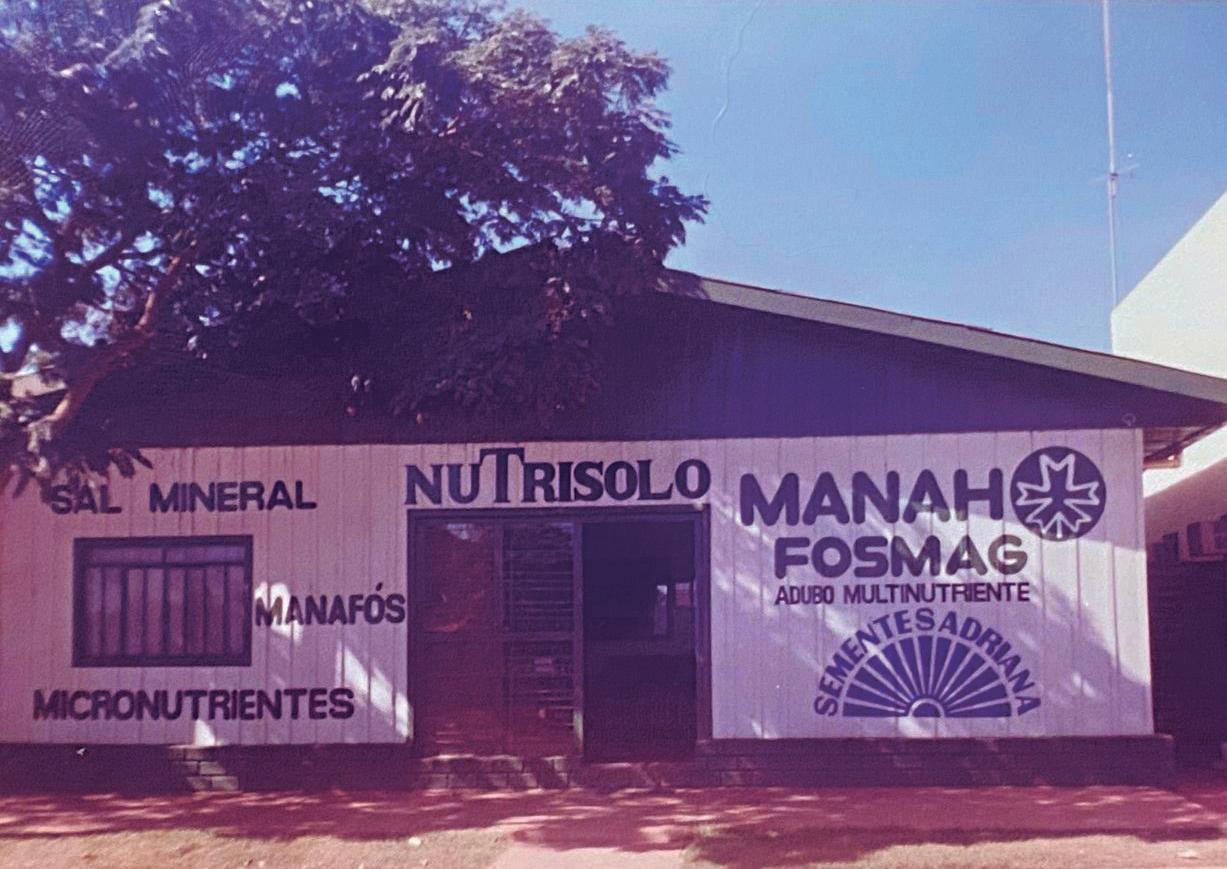 SAL MINERAL
MANAFÓS
MICRONUTRIENTES
NUTRISOLO
MANAH
FOSMAG
ADUBO MULTINUTRIENTE
SEMENTES ADRIANA